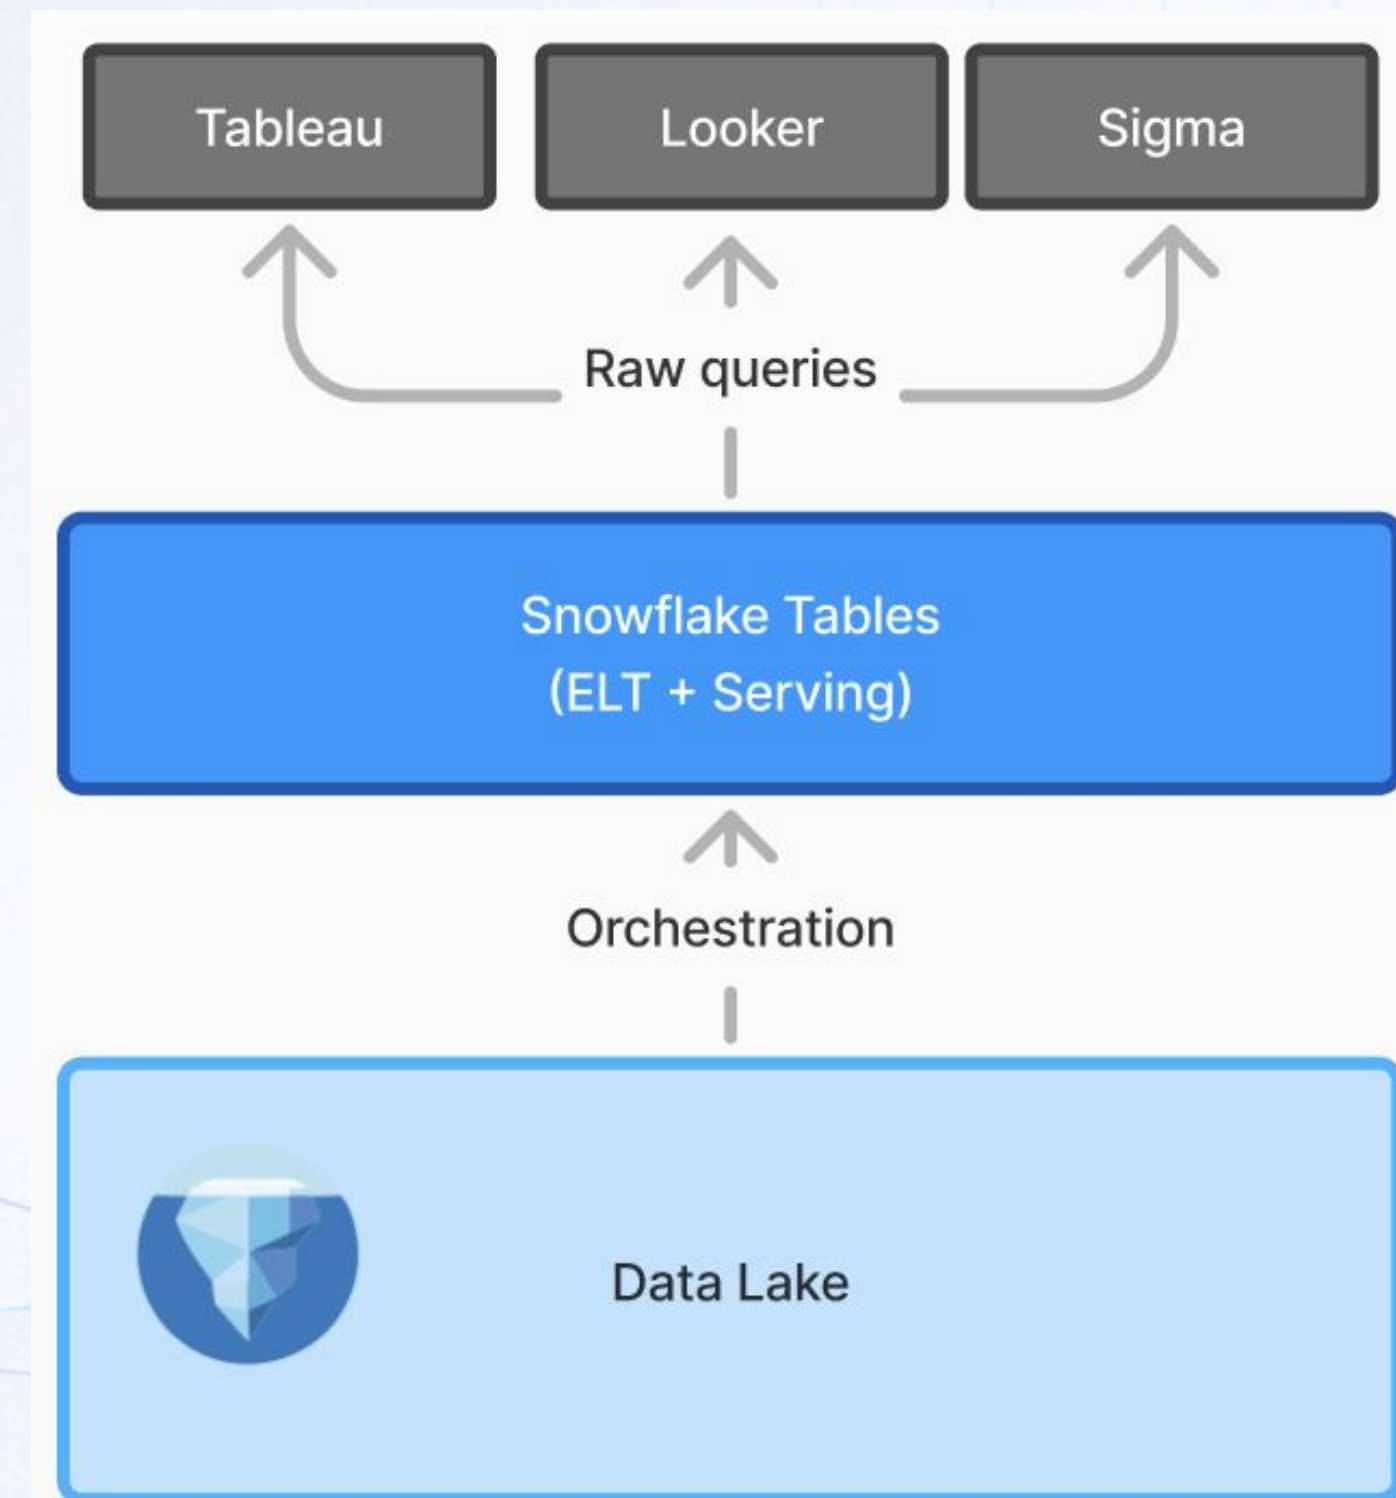 Tableau
Looker
Sigma
Raw queries
Snowflake Tables
(ELT + Serving)
Orchestration
Data Lake